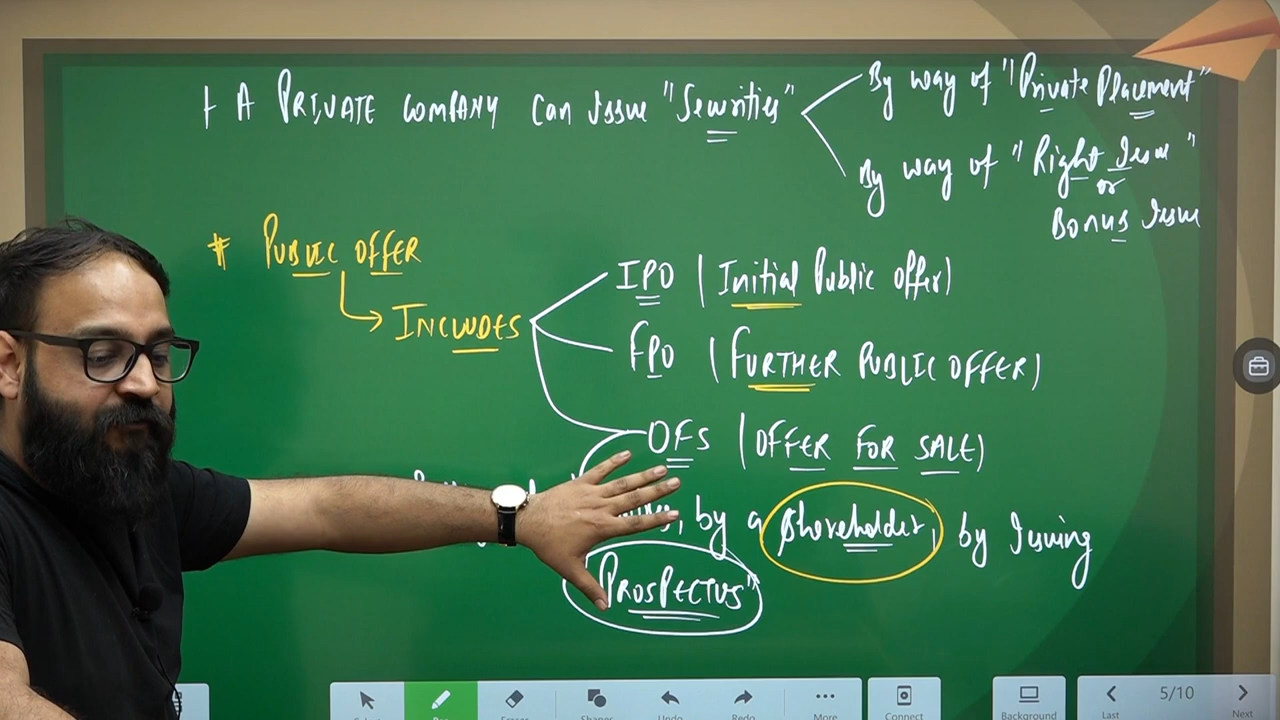 A PRIVATE COMPANY Can Issue "Securities"
By way of "Private Placement"
By way of "Right Issue"
or
Bonus Issue
# PUBLIC OFFER
INCLUDES
IPO (Initial Public Offer)
FPO (FURTHER PUBLIC OFFER)
OFS (OFFER FOR SALE)
by a Shareholder, by Issuing
PROSPECTUS"
Select
Pen
Eraser
Shapes
Undo
Redo
More
Connect
Background
Last
5/10
Next